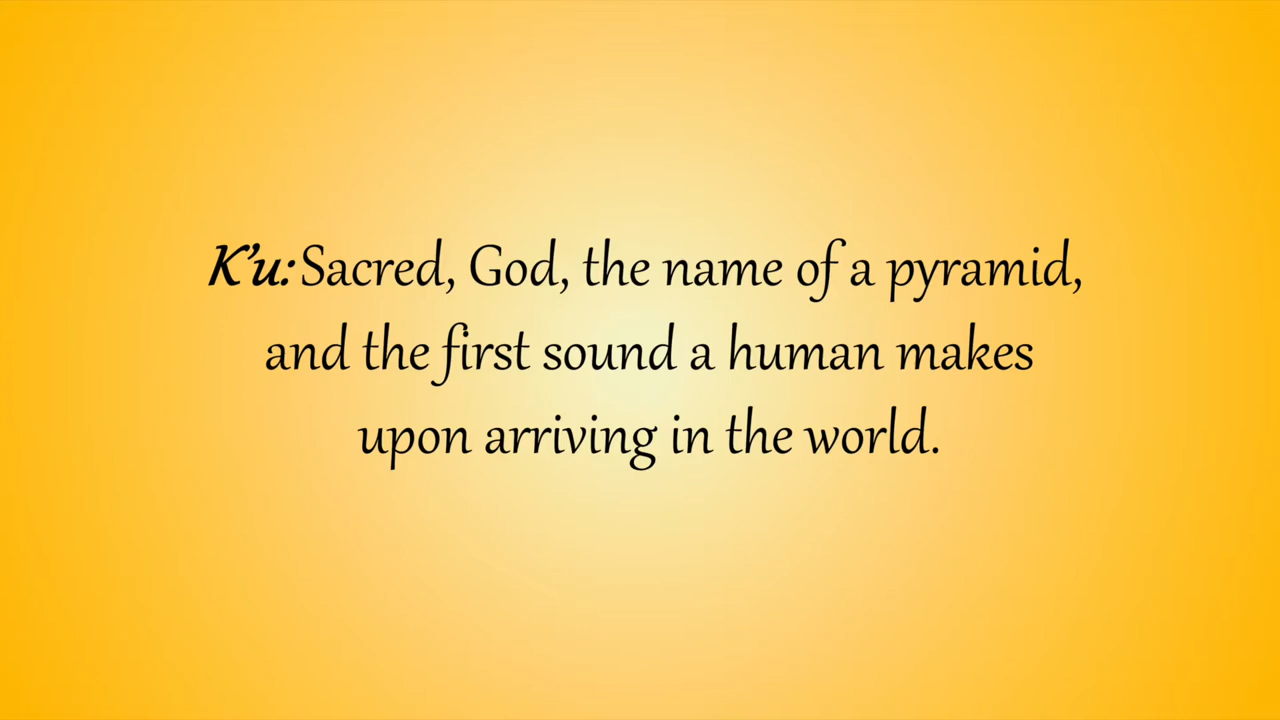 K'u: Sacred, God, the name of a pyramid,
and the first sound a human makes
upon arriving in the world.